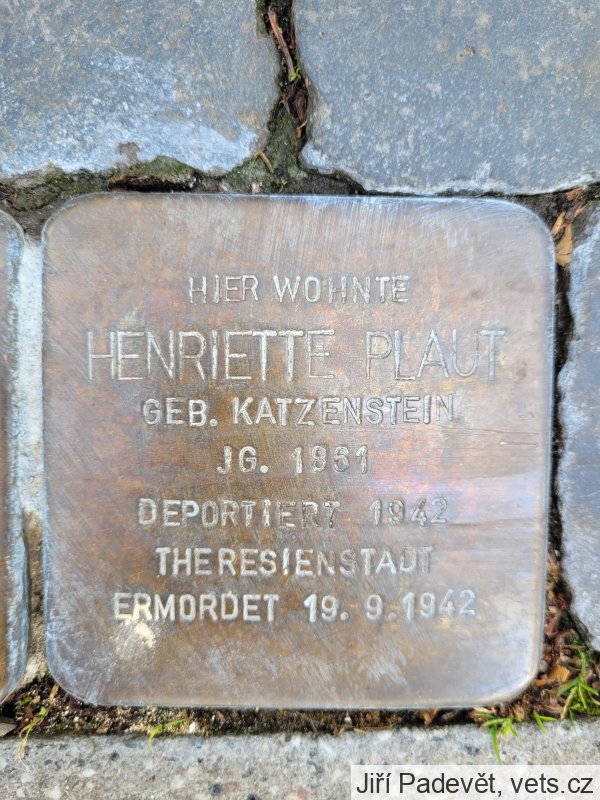 HIER WOHNTE
HENRIETTE PLAUT
GEB. KATZENSTEIN
JG. 1861
DEPORTIERT 1942
THERESIENSTADT
ERMORDET 19.9.1942
Jiří Padevět, vets.cz